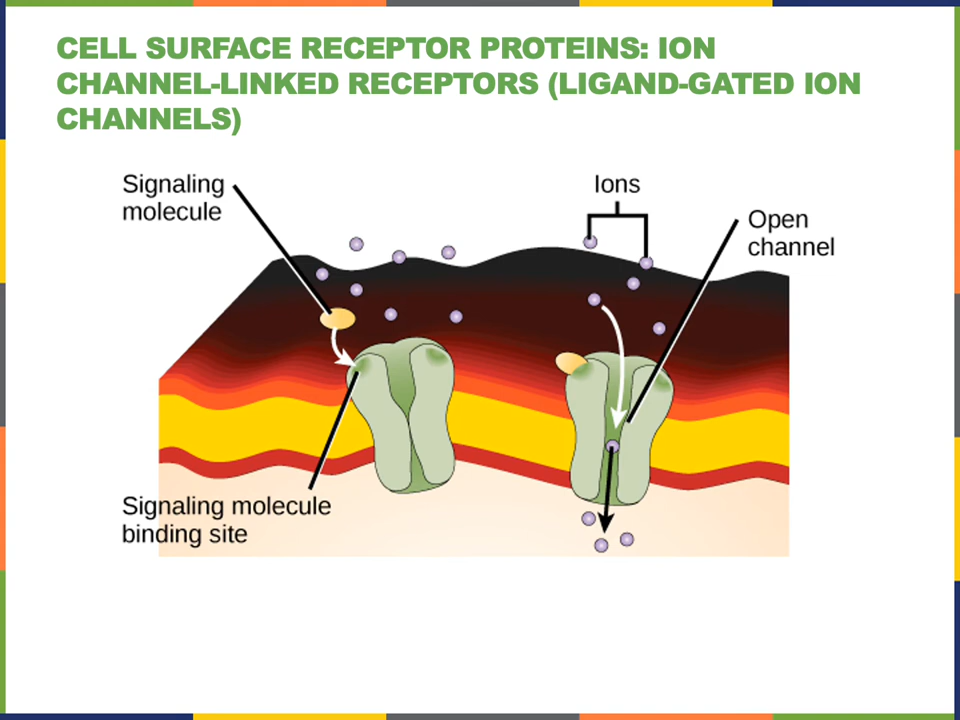 CELL SURFACE RECEPTOR PROTEINS: ION
CHANNEL-LINKED RECEPTORS (LIGAND-GATED ION
CHANNELS)
Signaling
molecule
Ions
Open
channel
Signaling molecule
binding site